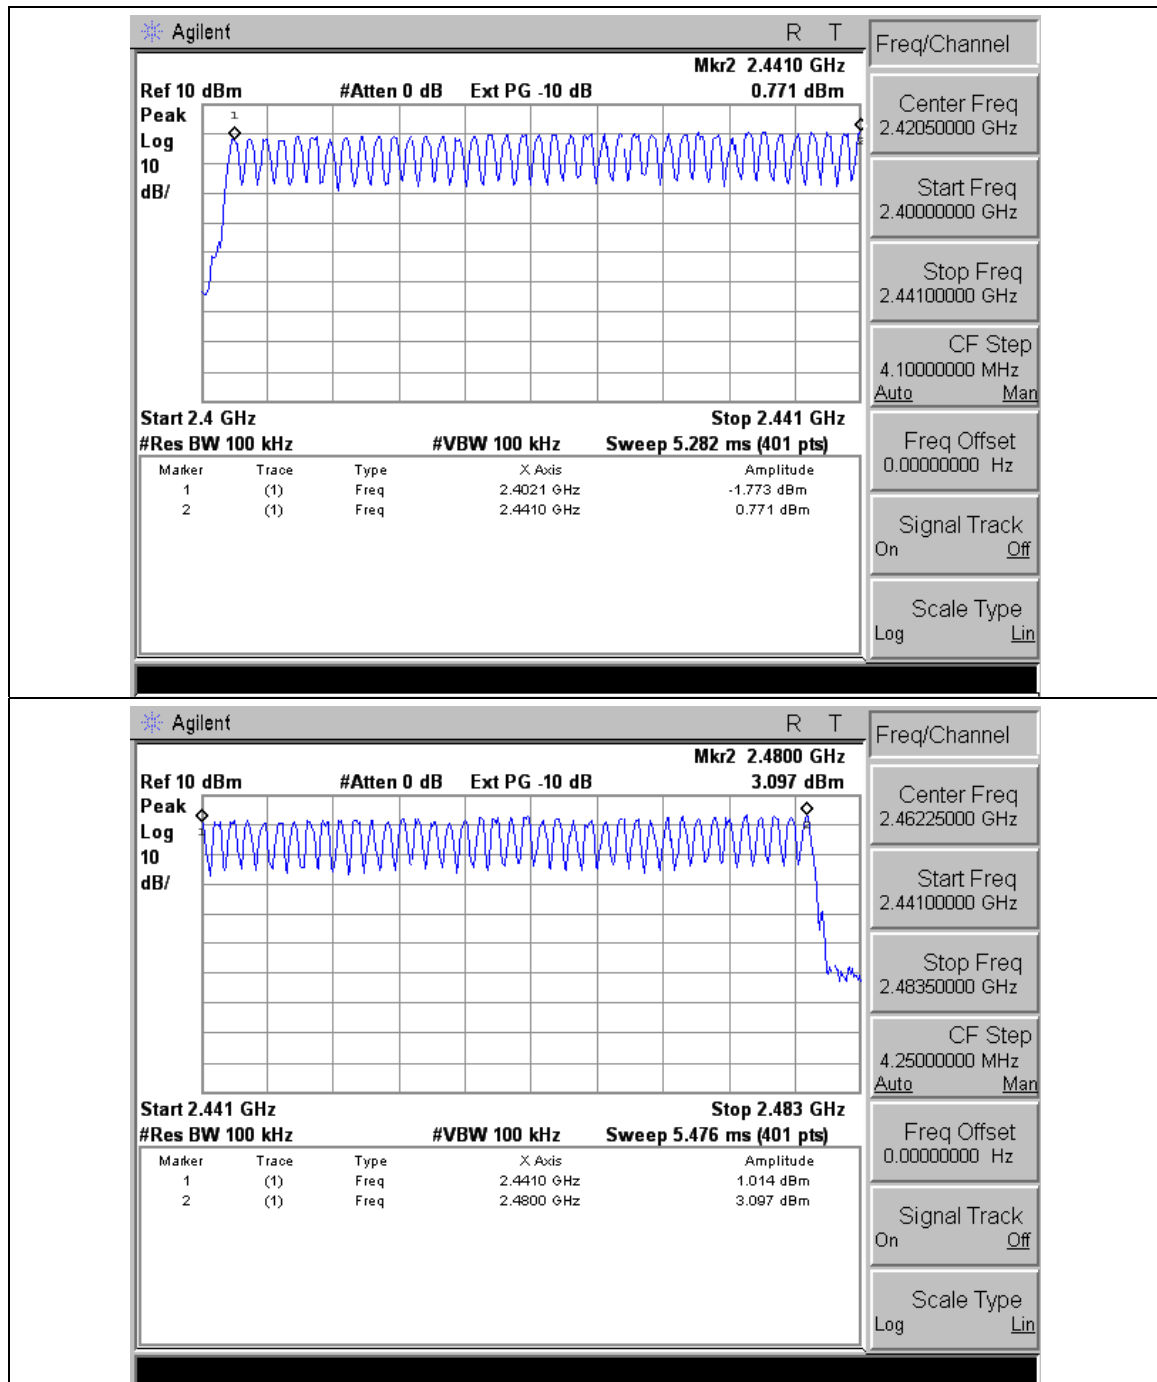 Agilent R T
Freq/Channel
Mkr2 2.4410 GHz
Ref 10 dBm #Atten 0 dB Ext PG -10 dB 0.771 dBm
Peak
Log
10
dB/
1
Center Freq
2.42050000 GHz
Start Freq
2.40000000 GHz
Stop Freq
2.44100000 GHz
CF Step
4.10000000 MHz
Auto Man
Freq Offset
0.00000000 Hz
Signal Track
On Off
Scale Type
Log Lin
Start 2.4 GHz Stop 2.441 GHz
#Res BW 100 kHz #VBW 100 kHz Sweep 5.282 ms (401 pts)
Marker Trace Type X Axis Amplitude
1 (1) Freq 2.4021 GHz -1.773 dBm
2 (1) Freq 2.4410 GHz 0.771 dBm
Agilent R T
Freq/Channel
Mkr2 2.4800 GHz
Ref 10 dBm #Atten 0 dB Ext PG -10 dB 3.097 dBm
Peak
Log
10
dB/
Center Freq
2.46225000 GHz
Start Freq
2.44100000 GHz
Stop Freq
2.48350000 GHz
CF Step
4.25000000 MHz
Auto Man
Freq Offset
0.00000000 Hz
Signal Track
On Off
Scale Type
Log Lin
Start 2.441 GHz Stop 2.483 GHz
#Res BW 100 kHz #VBW 100 kHz Sweep 5.476 ms (401 pts)
Marker Trace Type X Axis Amplitude
1 (1) Freq 2.4410 GHz 1.014 dBm
2 (1) Freq 2.4800 GHz 3.097 dBm